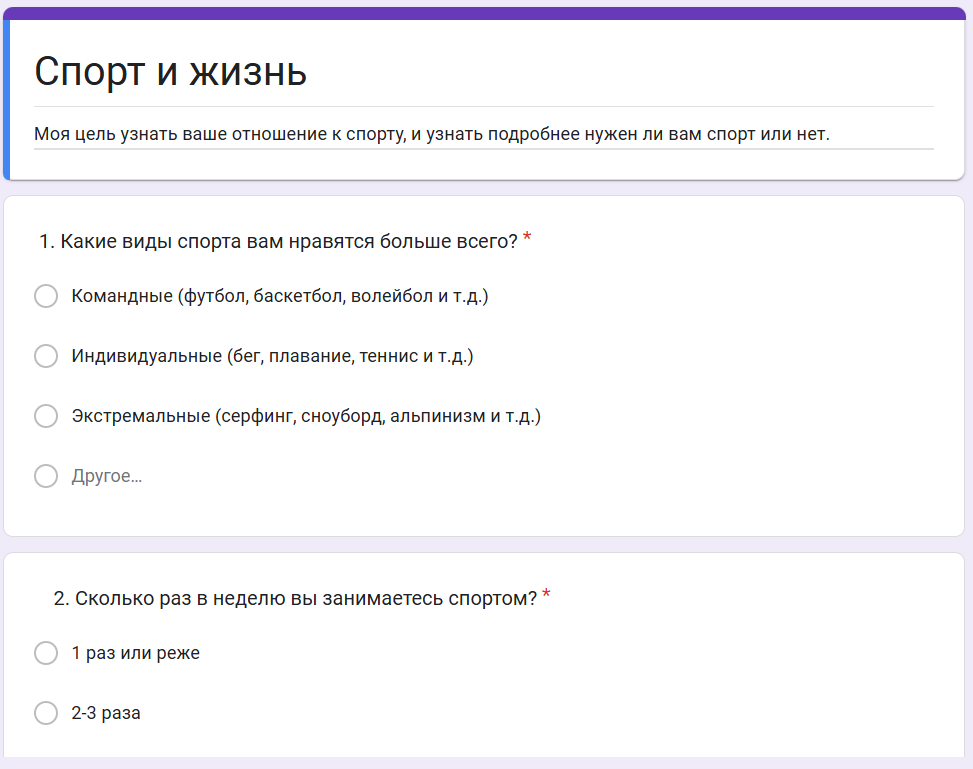 Спорт и жизнь
Моя цель узнать ваше отношение к спорту, и узнать подробнее нужен ли вам спорт или нет.
1. Какие виды спорта вам нравятся больше всего? *
Командные (футбол, баскетбол, волейбол и т.д.)
Индивидуальные (бег, плавание, теннис и т.д.)
Экстремальные (серфинг, сноуборд, альпинизм и т.д.)
Другое...
2. Сколько раз в неделю вы занимаетесь спортом? *
1 раз или реже
2-3 раза